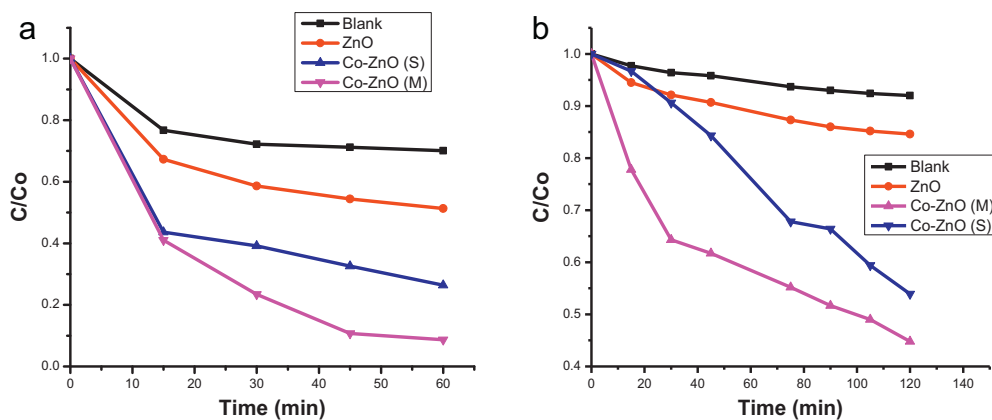 a
Blank
ZnO
Co-ZnO (S)
Co-ZnO (M)
1.0
0.8
0.6
0.4
0.2
0.0
C/Co
0 10 20 30 40 50 60
Time (min)
b
1.0
0.9
0.8
0.7
0.6
0.5
0.4
C/Co
Blank
ZnO
Co-ZnO (M)
Co-ZnO (S)
0 20 40 60 80 100 120 140
Time (min)